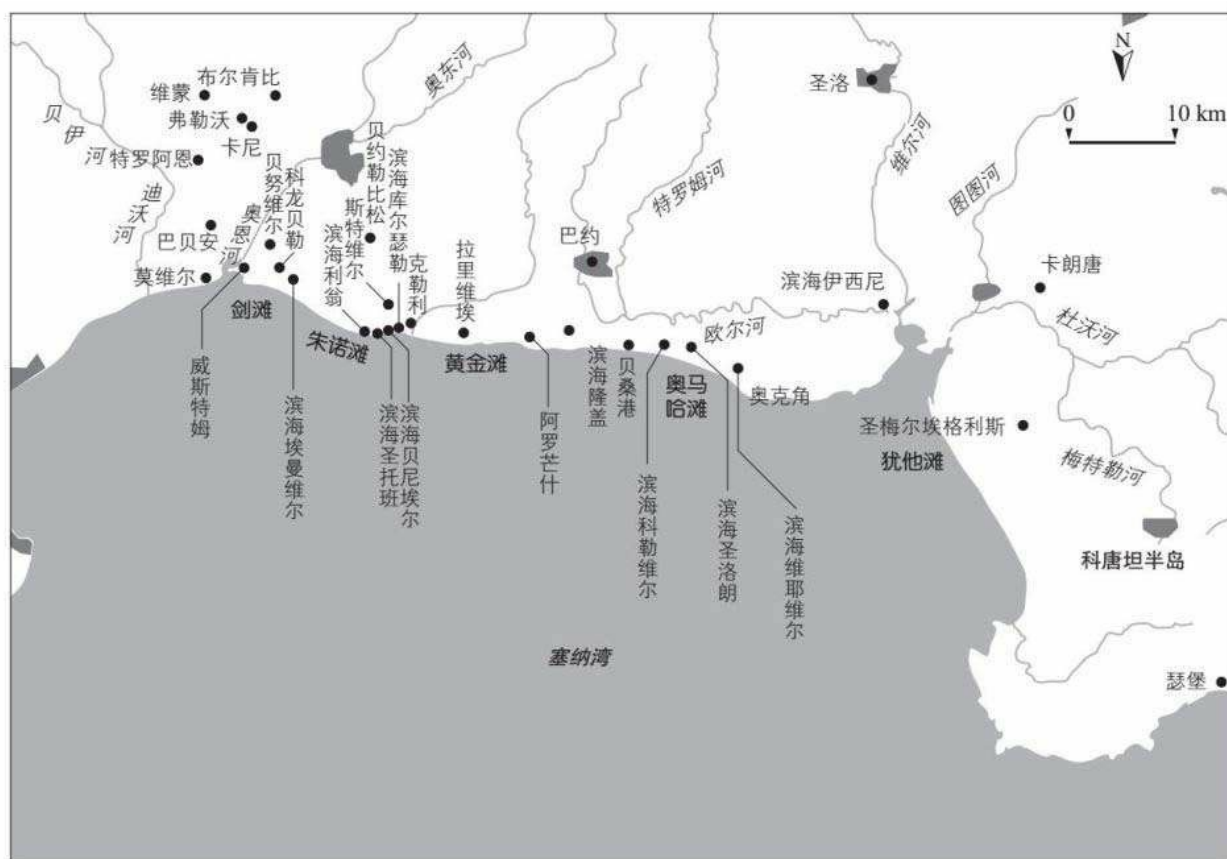 N
0 10 km
布尔肯比
维蒙
弗勒沃
卡尼
特罗阿恩
贝伊河
迪沃河
奥恩河
奥东河
巴贝安
贝努维尔
科龙贝勒
莫维尔
威斯特姆
剑滩
滨海埃曼维尔
朱诺滩
滨海利翁
斯特维尔
贝约勒比松
滨海库尔瑟勒
克勒利
滨海圣托班
滨海贝尼埃尔
拉里维埃
黄金滩
阿罗芒什
巴约
特罗姆河
滨海隆盖
贝桑港
欧尔河
奥马哈滩
滨海科勒维尔
滨海圣洛朗
奥克角
滨海维耶维尔
圣洛
维尔河
滨海伊西尼
图图河
卡朗唐
杜沃河
圣梅尔埃格利斯
犹他滩
梅特勒河
科唐坦半岛
瑟堡
塞纳湾